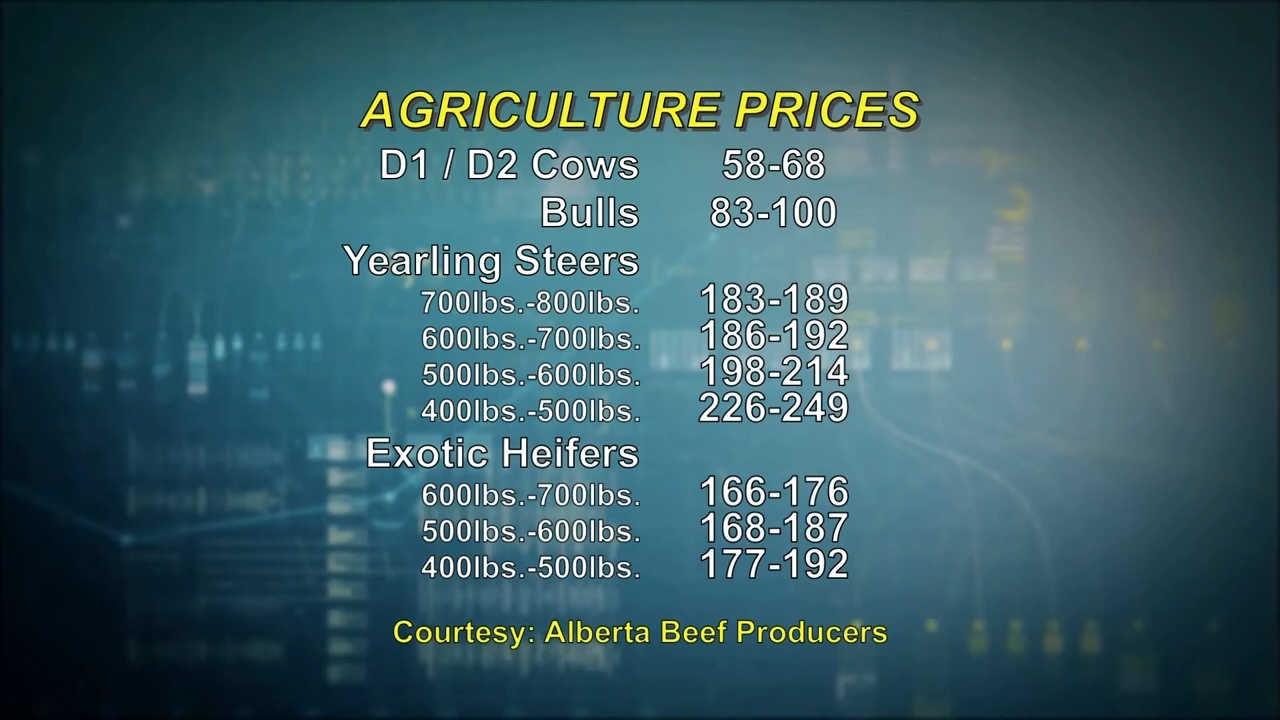 AGRICULTURE PRICES
D1 / D2 Cows 58-68
Bulls 83-100
Yearling Steers
700lbs.-800lbs. 183-189
600lbs.-700lbs. 186-192
500lbs.-600lbs. 198-214
400lbs.-500lbs. 226-249
Exotic Heifers
600lbs.-700lbs. 166-176
500lbs.-600lbs. 168-187
400lbs.-500lbs. 177-192
Courtesy: Alberta Beef Producers